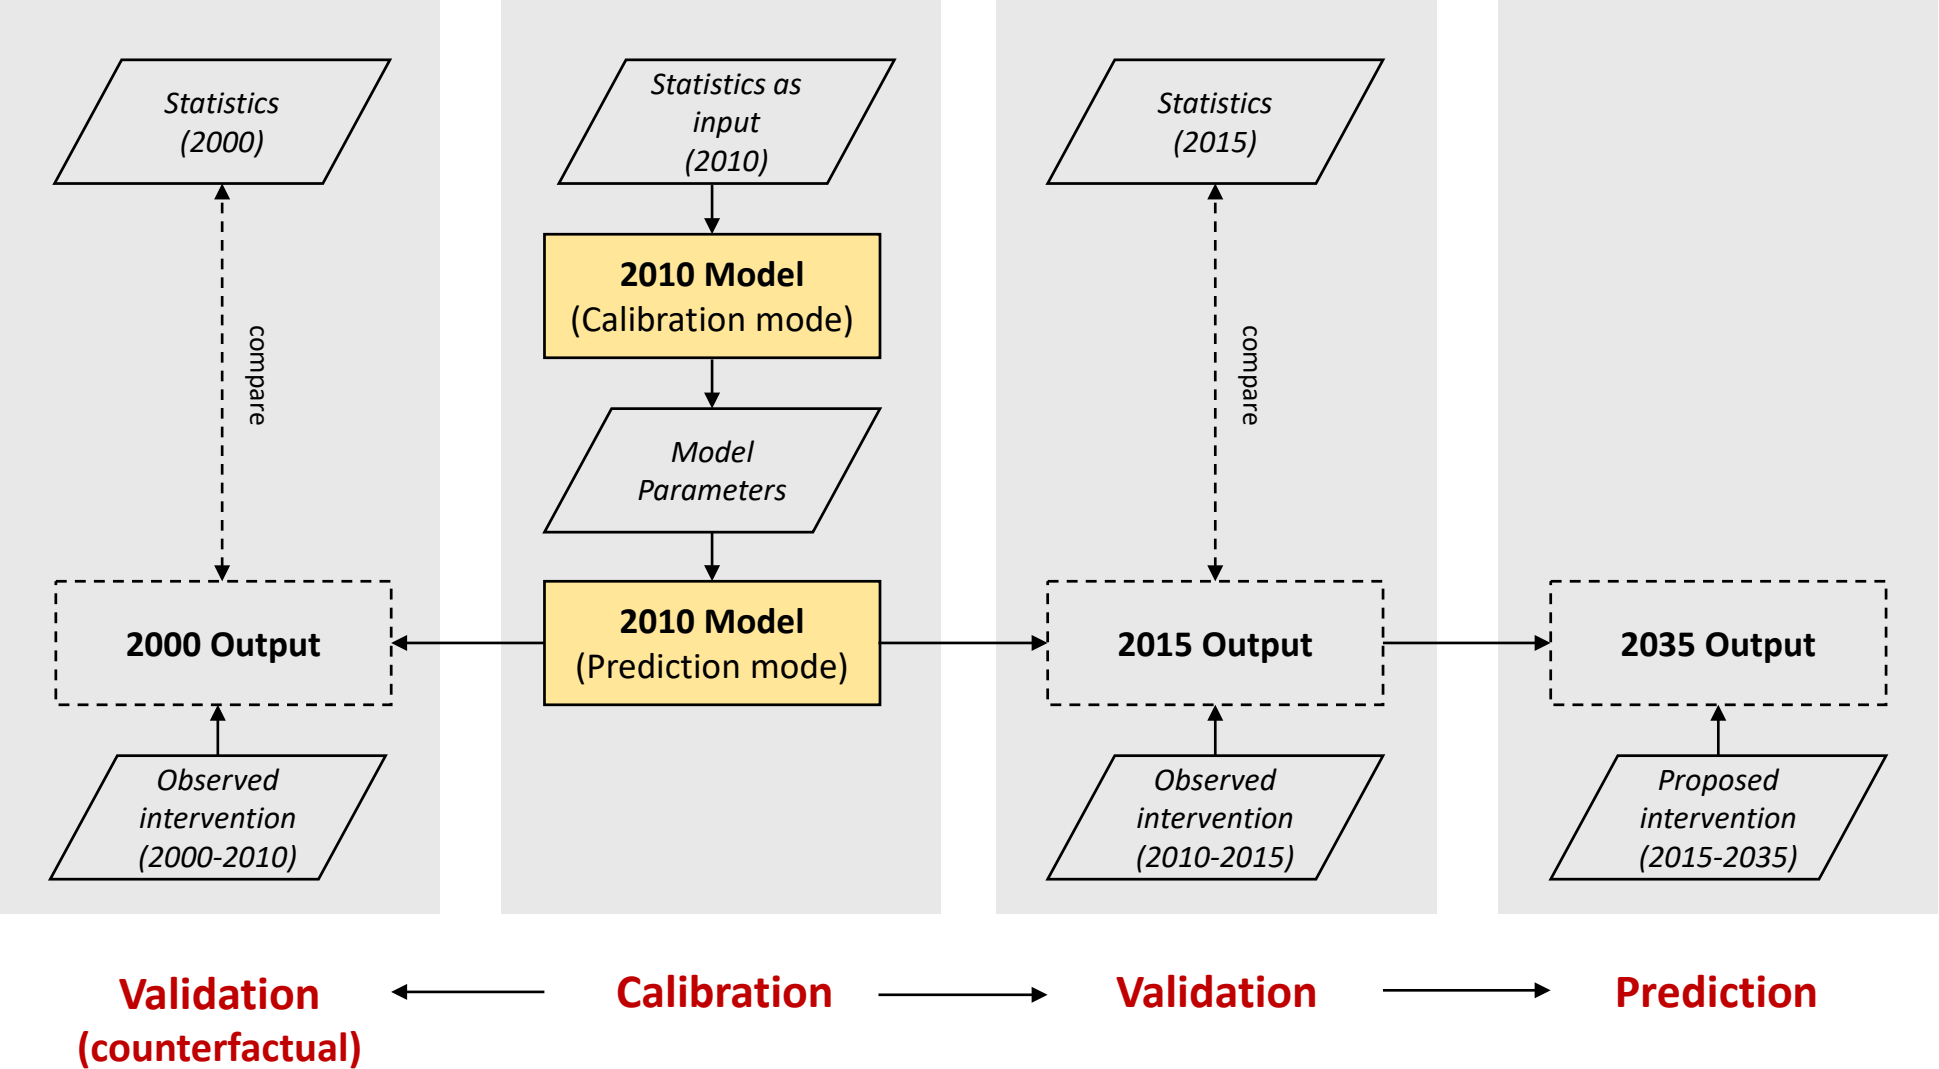 Statistics
(2000)
compare
2000 Output
Observed
intervention
(2000-2010)
Statistics as
input
(2010)
2010 Model
(Calibration mode)
Model
Parameters
2010 Model
(Prediction mode)
Statistics
(2015)
compare
2015 Output
Observed
intervention
(2010-2015)
2035 Output
Proposed
intervention
(2015-2035)
Validation
(counterfactual)
Calibration
Validation
Prediction